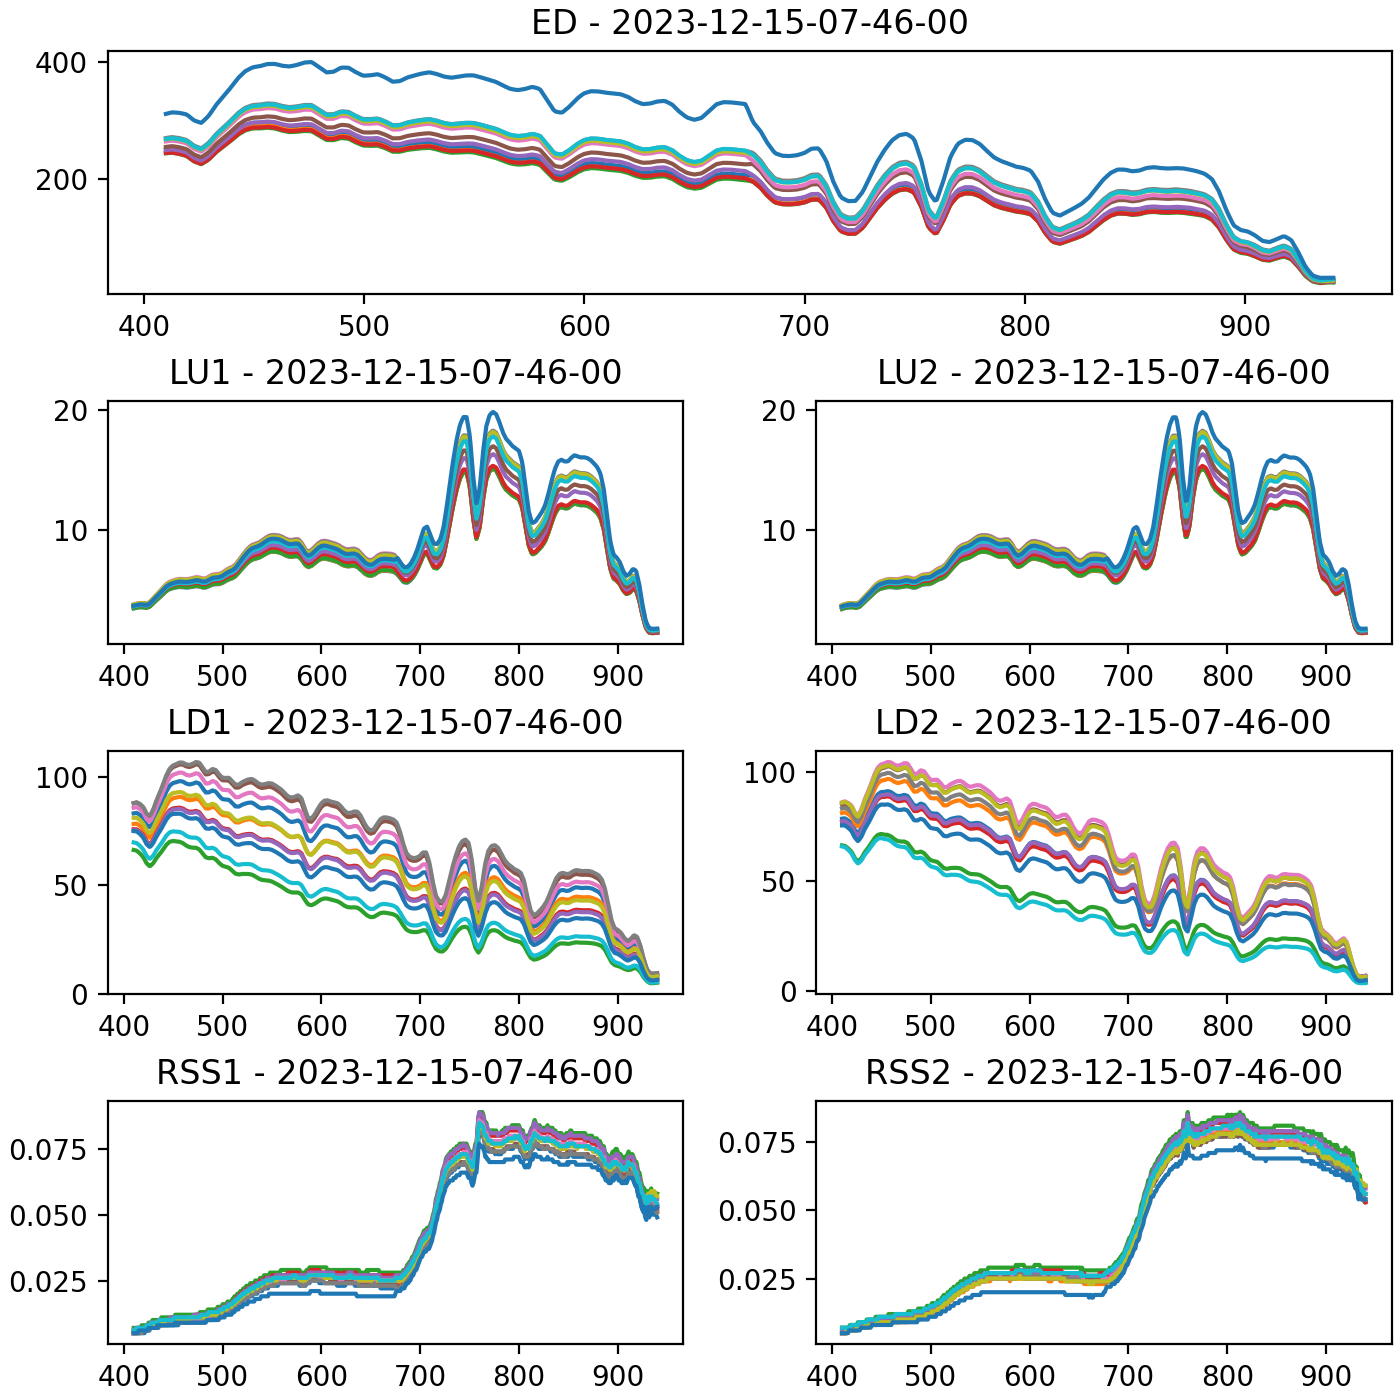 ED - 2023-12-15-07-46-00
400
200
400 500 600 700 800 900
LU1 - 2023-12-15-07-46-00
20
10
400 500 600 700 800 900
LU2 - 2023-12-15-07-46-00
20
10
400 500 600 700 800 900
LD1 - 2023-12-15-07-46-00
100
50
0
400 500 600 700 800 900
LD2 - 2023-12-15-07-46-00
100
50
0
400 500 600 700 800 900
RSS1 - 2023-12-15-07-46-00
0.075
0.050
0.025
400 500 600 700 800 900
RSS2 - 2023-12-15-07-46-00
0.075
0.050
0.025
400 500 600 700 800 900